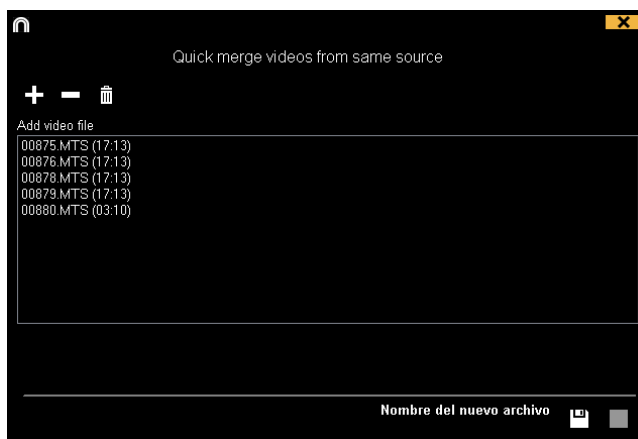 Quick merge videos from same source
Add video file
00875.MTS (17:13)
00876.MTS (17:13)
00878.MTS (17:13)
00879.MTS (17:13)
00880.MTS (03:10)
Nombre del nuevo archivo